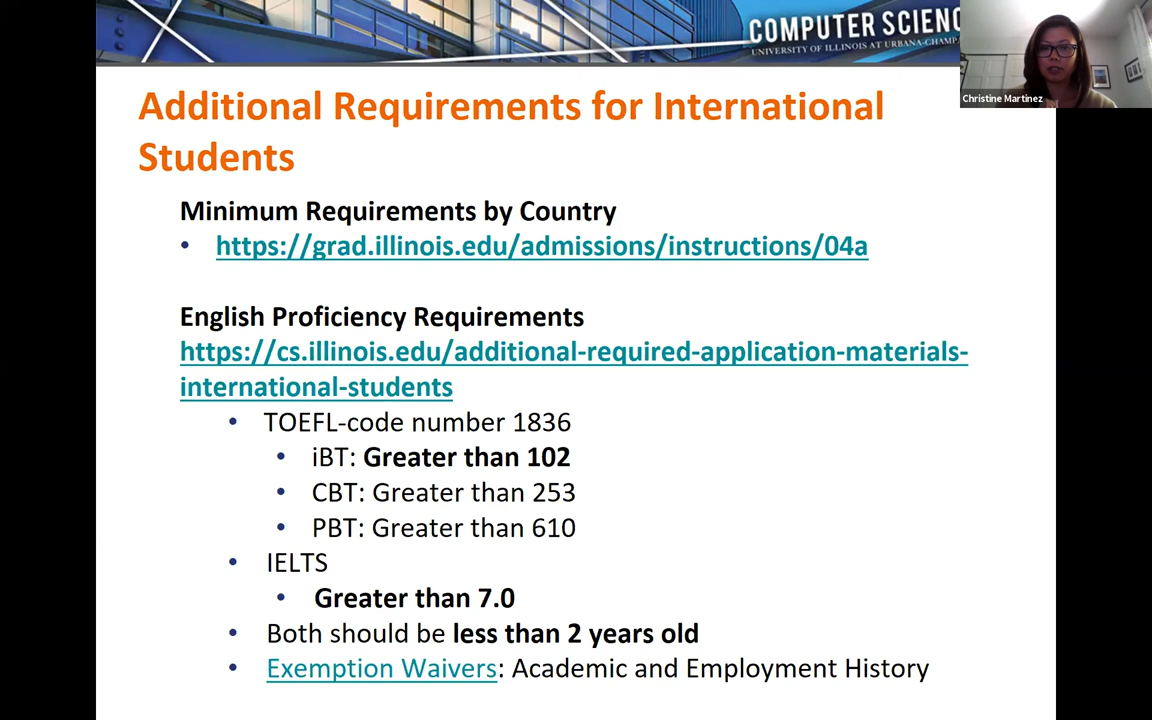 COMPUTER SCIENC
UNIVERSITY OF ILLINOIS AT URBANA-CHAMPA
Christine Martinez
Additional Requirements for International
Students
Minimum Requirements by Country
• https://grad.illinois.edu/admissions/instructions/04a
English Proficiency Requirements
https://cs.illinois.edu/additional-required-application-materials-
international-students
• TOEFL-code number 1836
• iBT: Greater than 102
• CBT: Greater than 253
• PBT: Greater than 610
• IELTS
• Greater than 7.0
• Both should be less than 2 years old
• Exemption Waivers: Academic and Employment History